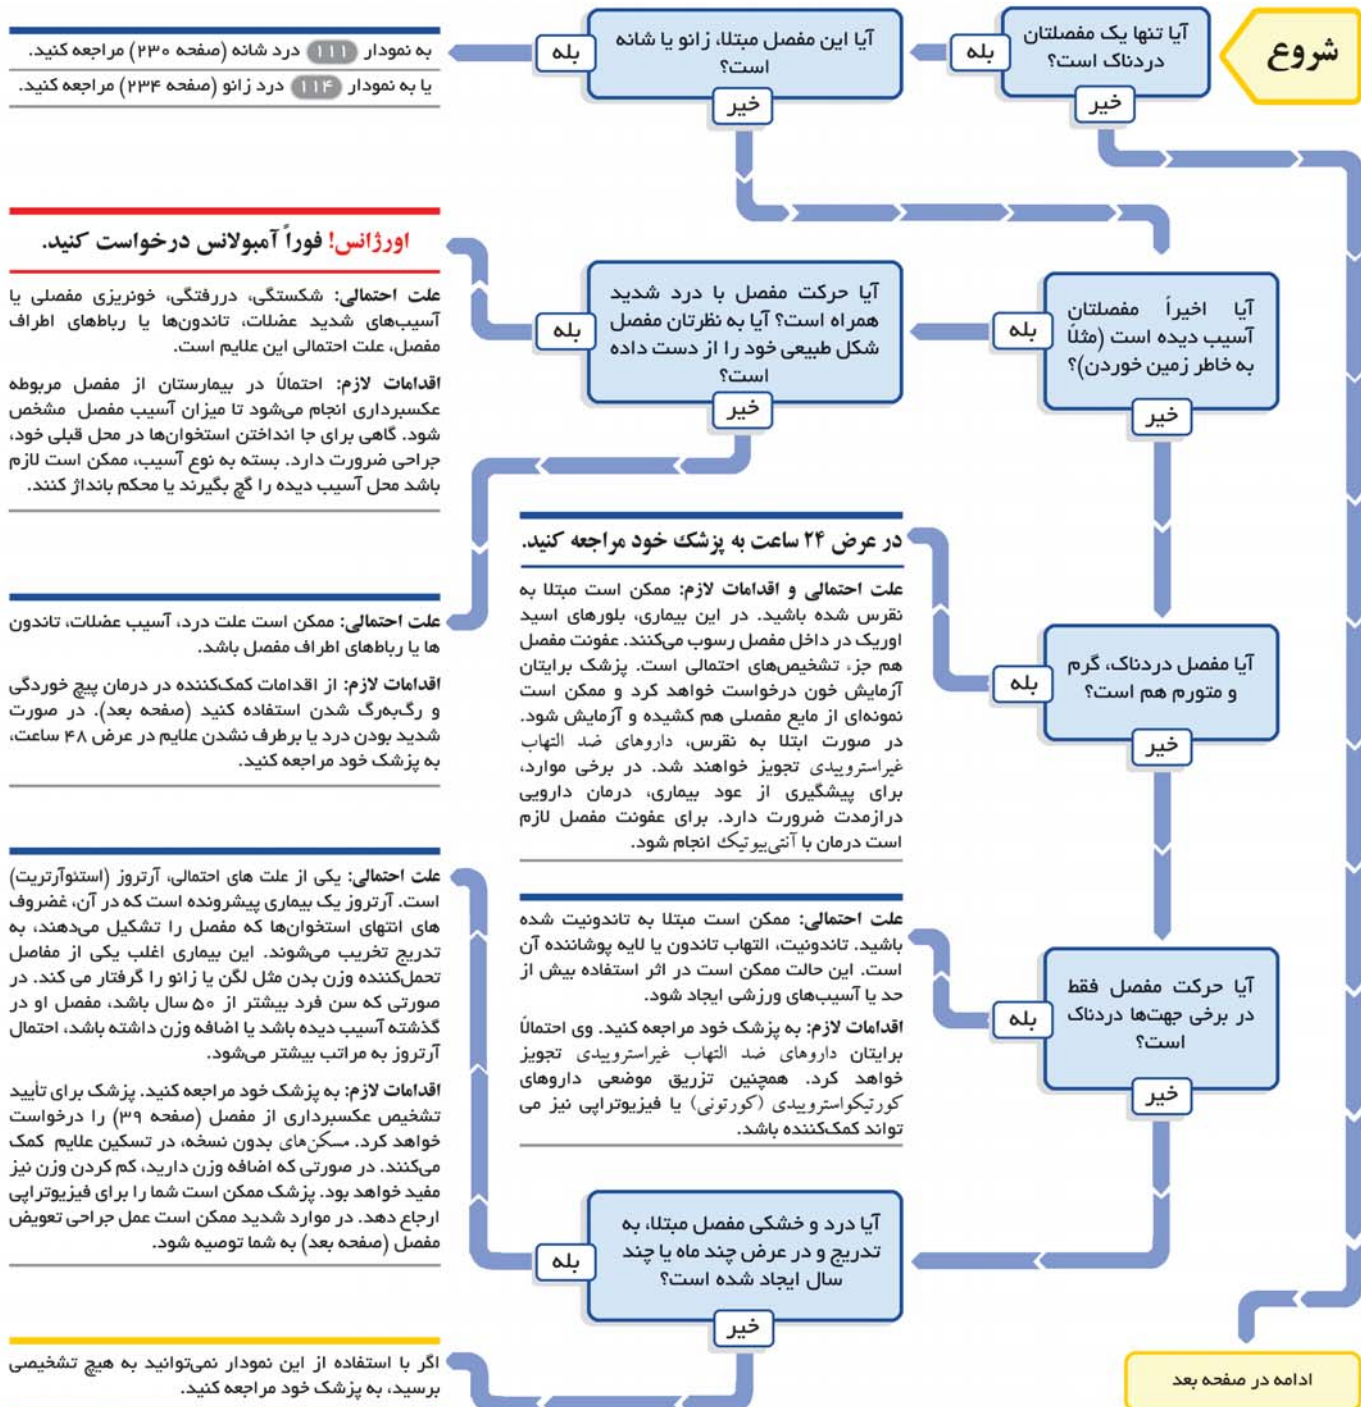 شروع
آیا تنها یک مفصلتان
دردناک است؟
بله
خیر
آیا این مفصل مبتلا، زانو یا شانه
است؟
بله
خیر
به نمودار ۱۱۱ درد شانه (صفحه ۲۳۰) مراجعه کنید.
یا به نمودار ۱۱۴ درد زانو (صفحه ۲۳۴) مراجعه کنید.
آیا اخیراً مفصلتان
آسیب دیده است (مثلاً
به خاطر زمین خوردن)؟
بله
خیر
آیا حرکت مفصل با درد شدید
همراه است؟ آیا به نظرتان مفصل
شکل طبیعی خود را از دست داده
است؟
بله
خیر
اورژانس! فوراً آمبولانس درخواست کنید.
علت احتمالی: شکستگی، دررفتگی، خونریزی مفصلی یا
آسیب‌های شدید عضلات، تاندون‌ها یا رباط‌های اطراف
مفصل، علت احتمالی این علایم است.
اقدامات لازم: احتمالاً در بیمارستان از مفصل مربوطه
عکسبرداری انجام می‌شود تا میزان آسیب مفصل مشخص
شود. گاهی برای جا انداختن استخوان‌ها در محل قبلی خود،
جراحی ضرورت دارد. بسته به نوع آسیب، ممکن است لازم
باشد محل آسیب دیده را گچ بگیرند یا محکم بانداژ کنند.
علت احتمالی: ممکن است علت درد، آسیب عضلات، تاندون
ها یا رباط‌های اطراف مفصل باشد.
اقدامات لازم: از اقدامات کمک‌کننده در درمان پیچ خوردگی
و رگ‌به‌رگ شدن استفاده کنید (صفحه بعد). در صورت
شدید بودن درد یا برطرف نشدن علایم در عرض ۴۸ ساعت،
به پزشک خود مراجعه کنید.
آیا مفصل دردناک، گرم
و متورم هم است؟
بله
خیر
در عرض ۲۴ ساعت به پزشک خود مراجعه کنید.
علت احتمالی و اقدامات لازم: ممکن است مبتلا به
نقرس شده باشید. در این بیماری، بلورهای اسید
اوریک در داخل مفصل رسوب می‌کنند. عفونت مفصل
هم جزء تشخیص‌های احتمالی است. پزشک برایتان
آزمایش خون درخواست خواهد کرد و ممکن است
نمونه‌ای از مایع مفصلی هم کشیده و آزمایش شود.
در صورت ابتلا به نقرس، داروهای ضد التهاب
غیراستروییدی تجویز خواهند شد. در برخی موارد،
برای پیشگیری از عود بیماری، درمان دارویی
درازمدت ضرورت دارد. برای عفونت مفصل لازم
است درمان با آنتی‌بیوتیک انجام شود.
آیا حرکت مفصل فقط
در برخی جهت‌ها دردناک
است؟
بله
خیر
علت احتمالی: ممکن است مبتلا به تاندونیت شده
باشید. تاندونیت، التهاب تاندون یا لایه پوشاننده آن
است. این حالت ممکن است در اثر استفاده بیش از
حد یا آسیب‌های ورزشی ایجاد شود.
اقدامات لازم: به پزشک خود مراجعه کنید. وی احتمالاً
برایتان داروهای ضد التهاب غیراستروییدی تجویز
خواهد کرد. همچنین تزریق موضعی داروهای
کورتیکواستروییدی (کورتونی) یا فیزیوتراپی نیز می
تواند کمک‌کننده باشد.
آیا درد و خشکی مفصل مبتلا، به
تدریج و در عرض چند ماه یا چند
سال ایجاد شده است؟
بله
خیر
علت احتمالی: یکی از علت های احتمالی، آرتروز (استئوآرتریت)
است. آرتروز یک بیماری پیشرونده است که در آن، غضروف
های انتهای استخوان‌ها که مفصل را تشکیل می‌دهند، به
تدریج تخریب می‌شوند. این بیماری اغلب یکی از مفاصل
تحمل‌کننده وزن بدن مثل لگن یا زانو را گرفتار می کند. در
صورتی که سن فرد بیشتر از ۵۰ سال باشد، مفصل او در
گذشته آسیب دیده باشد یا اضافه وزن داشته باشد، احتمال
آرتروز به مراتب بیشتر می‌شود.
اقدامات لازم: به پزشک خود مراجعه کنید. پزشک برای تأیید
تشخیص عکسبرداری از مفصل (صفحه ۳۹) را درخواست
خواهد کرد. مسکن‌های بدون نسخه، در تسکین علایم کمک
می‌کنند. در صورتی که اضافه وزن دارید، کم کردن وزن نیز
مفید خواهد بود. پزشک ممکن است شما را برای فیزیوتراپی
ارجاع دهد. در موارد شدید ممکن است عمل جراحی تعویض
مفصل (صفحه بعد) به شما توصیه شود.
اگر با استفاده از این نمودار نمی‌توانید به هیچ تشخیصی
برسید، به پزشک خود مراجعه کنید.
ادامه در صفحه بعد